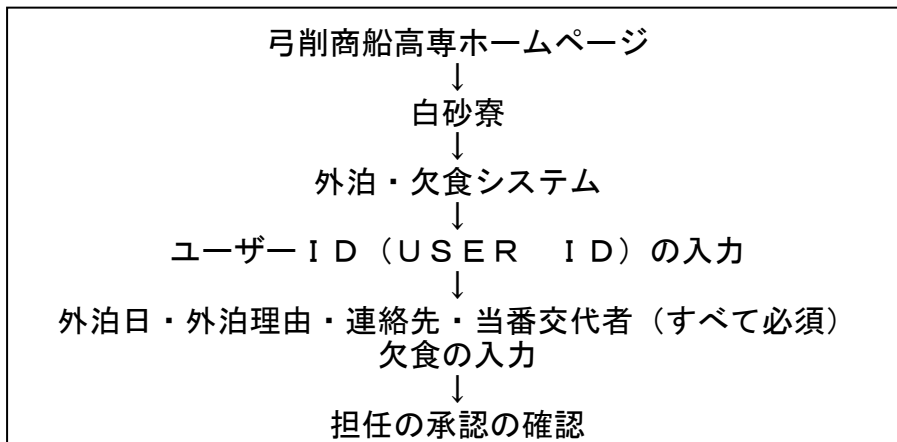 弓削商船高専ホームページ
↓
白砂寮
↓
外泊・欠食システム
↓
ユーザーＩＤ（ＵＳＥＲ　ＩＤ）の入力
↓
外泊日・外泊理由・連絡先・当番交代者（すべて必須）
欠食の入力
↓
担任の承認の確認